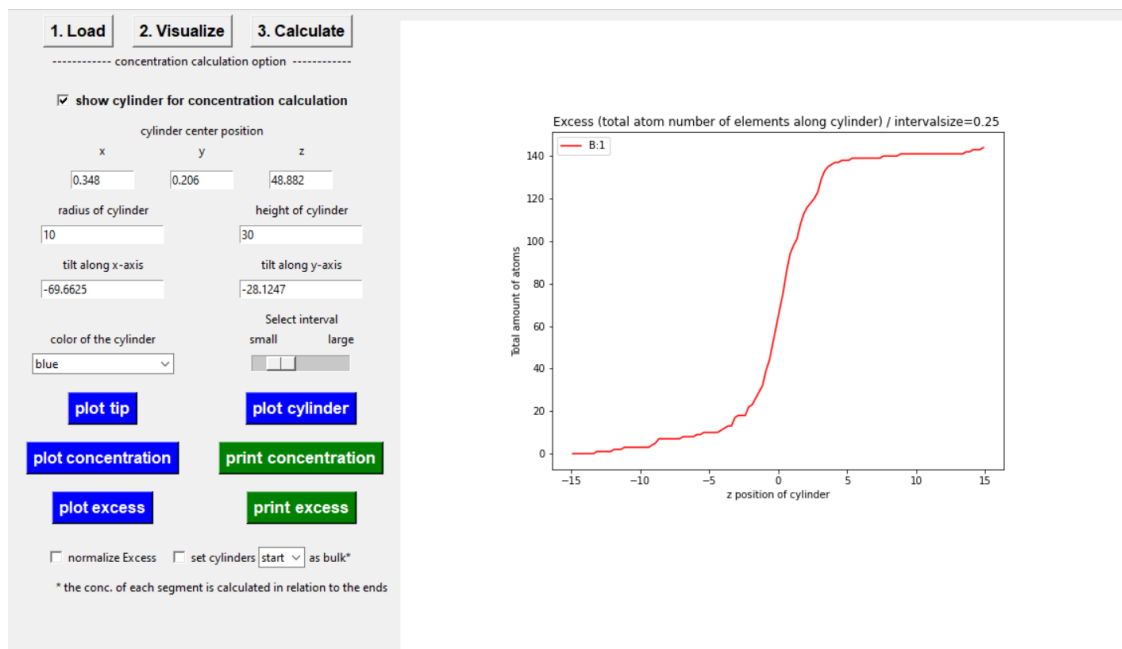 1. Load 2. Visualize 3. Calculate
------------ concentration calculation option ------------
show cylinder for concentration calculation
cylinder center position
x y z
0.348 0.206 48.882
radius of cylinder height of cylinder
10 30
tilt along x-axis tilt along y-axis
-69.6625 -28.1247
Select interval
color of the cylinder small large
blue
plot tip plot cylinder
plot concentration print concentration
plot excess print excess
normalize Excess set cylinders start as bulk*
* the conc. of each segment is calculated in relation to the ends
Excess (total atom number of elements along cylinder) / intervalsize=0.25
B:1
Total amount of atoms
140
120
100
80
60
40
20
0
−15 −10 −5 0 5 10 15
z position of cylinder